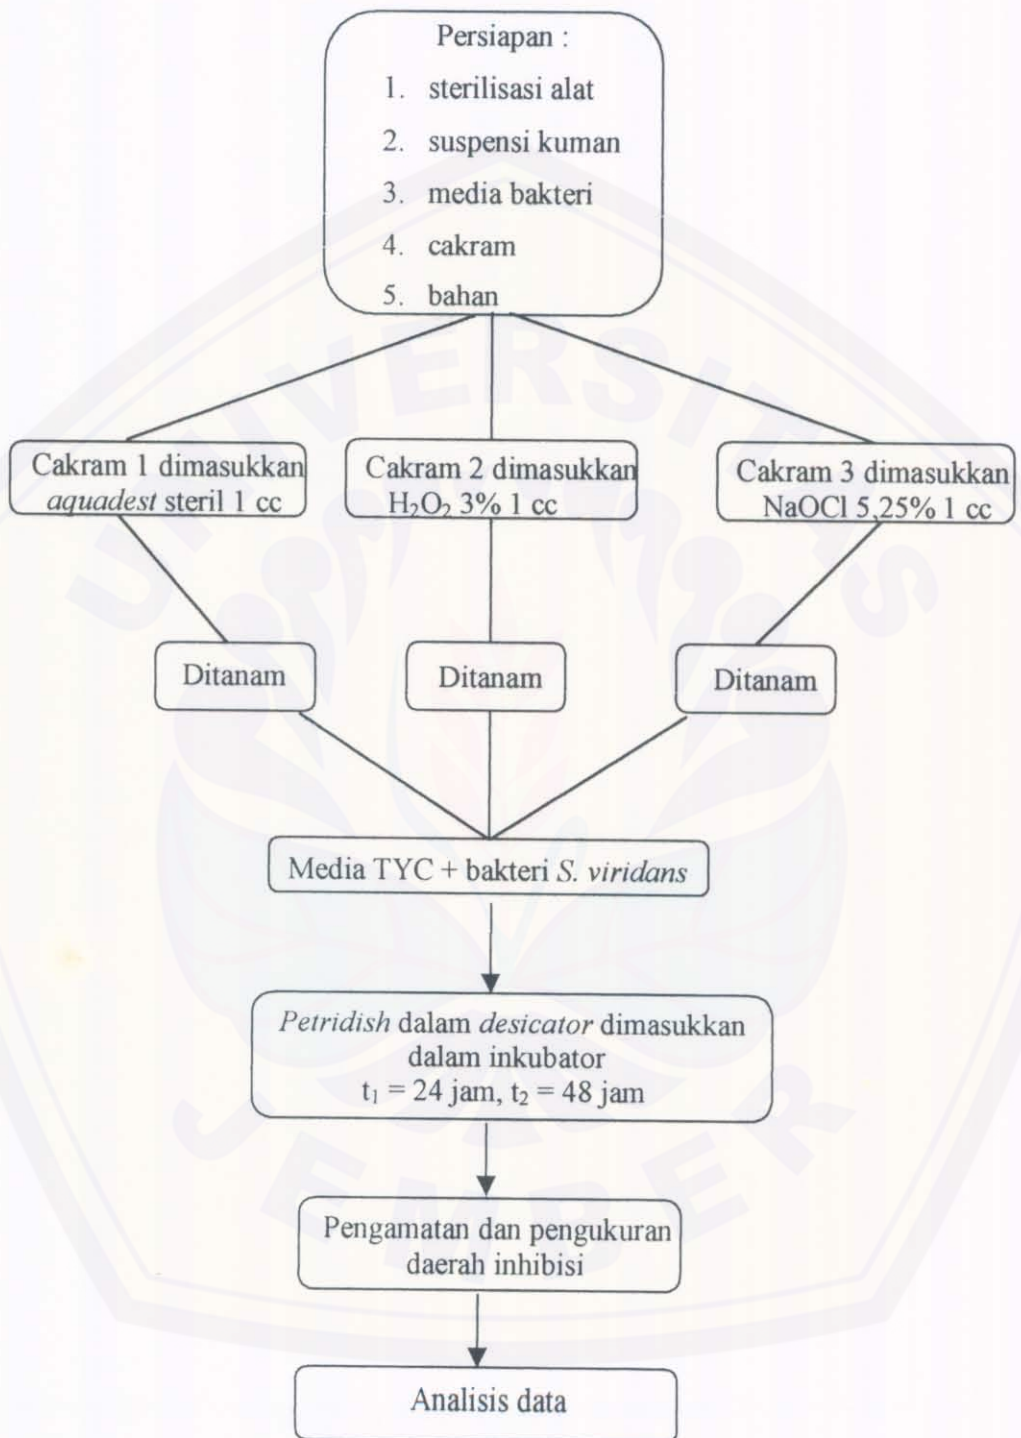 Persiapan :
1. sterilisasi alat
2. suspensi kuman
3. media bakteri
4. cakram
5. bahan
Cakram 1 dimasukkan
aquadest steril 1 cc
Cakram 2 dimasukkan
H₂O₂ 3% 1 cc
Cakram 3 dimasukkan
NaOCl 5,25% 1 cc
Ditanam
Ditanam
Ditanam
Media TYC + bakteri S. viridans
Petridish dalam desicator dimasukkan
dalam inkubator
t₁ = 24 jam, t₂ = 48 jam
Pengamatan dan pengukuran
daerah inhibisi
Analisis data
UNIVERSITAS
JEMBER